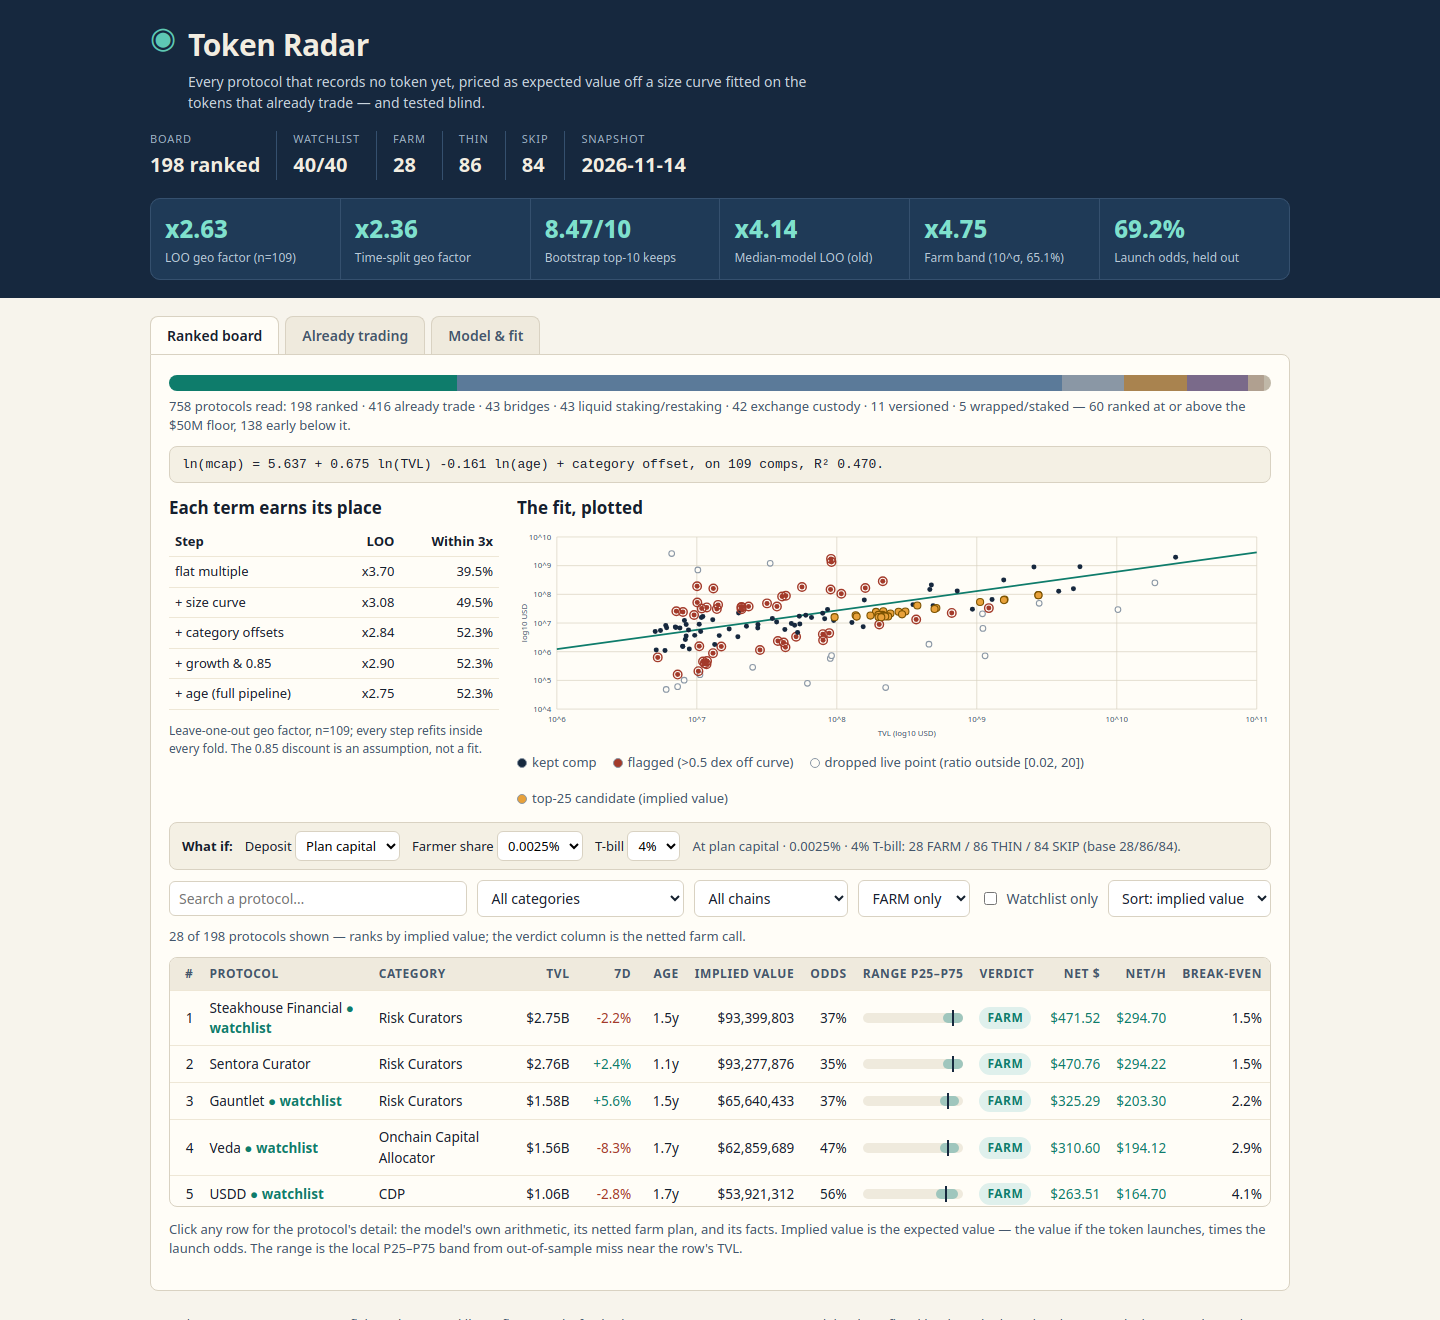 Token Radar
Every protocol that records no token yet, priced as expected value off a size curve fitted on the
tokens that already trade — and tested blind.
BOARD WATCHLIST FARM THIN SKIP SNAPSHOT
198 ranked 40/40 28 86 84 2026-11-14
x2.63 x2.36 8.47/10 x4.14 x4.75 69.2%
LOO geo factor (n=109) Time-split geo factor Bootstrap top-10 keeps Median-model LOO (old) Farm band (10^σ, 65.1%) Launch odds, held out
Ranked board Already trading Model & fit
758 protocols read: 198 ranked · 416 already trade · 43 bridges · 43 liquid staking/restaking · 42 exchange custody · 11 versioned · 5 wrapped/staked — 60 ranked at or above the
$50M floor, 138 early below it.
ln(mcap) = 5.637 + 0.675 ln(TVL) -0.161 ln(age) + category offset, on 109 comps, R² 0.470.
Each term earns its place
Step LOO Within 3x
flat multiple x3.70 39.5%
+ size curve x3.08 49.5%
+ category offsets x2.84 52.3%
+ growth & 0.85 x2.90 52.3%
+ age (full pipeline) x2.75 52.3%
Leave-one-out geo factor, n=109; every step refits inside
every fold. The 0.85 discount is an assumption, not a fit.
The fit, plotted
10^10
10^9
10^8
10^7
10^6
10^5
10^4
log10 USD
10^6 10^7 10^8 10^9 10^10 10^11
TVL (log10 USD)
kept comp flagged (>0.5 dex off curve) dropped live point (ratio outside [0.02, 20])
top-25 candidate (implied value)
What if: Deposit Plan capital Farmer share 0.0025% T-bill 4% At plan capital · 0.0025% · 4% T-bill: 28 FARM / 86 THIN / 84 SKIP (base 28/86/84).
Search a protocol... All categories All chains FARM only Watchlist only Sort: implied value
28 of 198 protocols shown — ranks by implied value; the verdict column is the netted farm call.
# PROTOCOL CATEGORY TVL 7D AGE IMPLIED VALUE ODDS RANGE P25–P75 VERDICT NET $ NET/H BREAK-EVEN
1 Steakhouse Financial ● watchlist Risk Curators $2.75B -2.2% 1.5y $93,399,803 37% FARM $471.52 $294.70 1.5%
2 Sentora Curator Risk Curators $2.76B +2.4% 1.1y $93,277,876 35% FARM $470.76 $294.22 1.5%
3 Gauntlet ● watchlist Risk Curators $1.58B +5.6% 1.5y $65,640,433 37% FARM $325.29 $203.30 2.2%
4 Veda ● watchlist Onchain Capital Allocator $1.56B -8.3% 1.7y $62,859,689 47% FARM $310.60 $194.12 2.9%
5 USDD ● watchlist CDP $1.06B -2.8% 1.7y $53,921,312 56% FARM $263.51 $164.70 4.1%
Click any row for the protocol's detail: the model's own arithmetic, its netted farm plan, and its facts. Implied value is the expected value — the value if the token launches, times the
launch odds. The range is the local P25–P75 band from out-of-sample miss near the row's TVL.